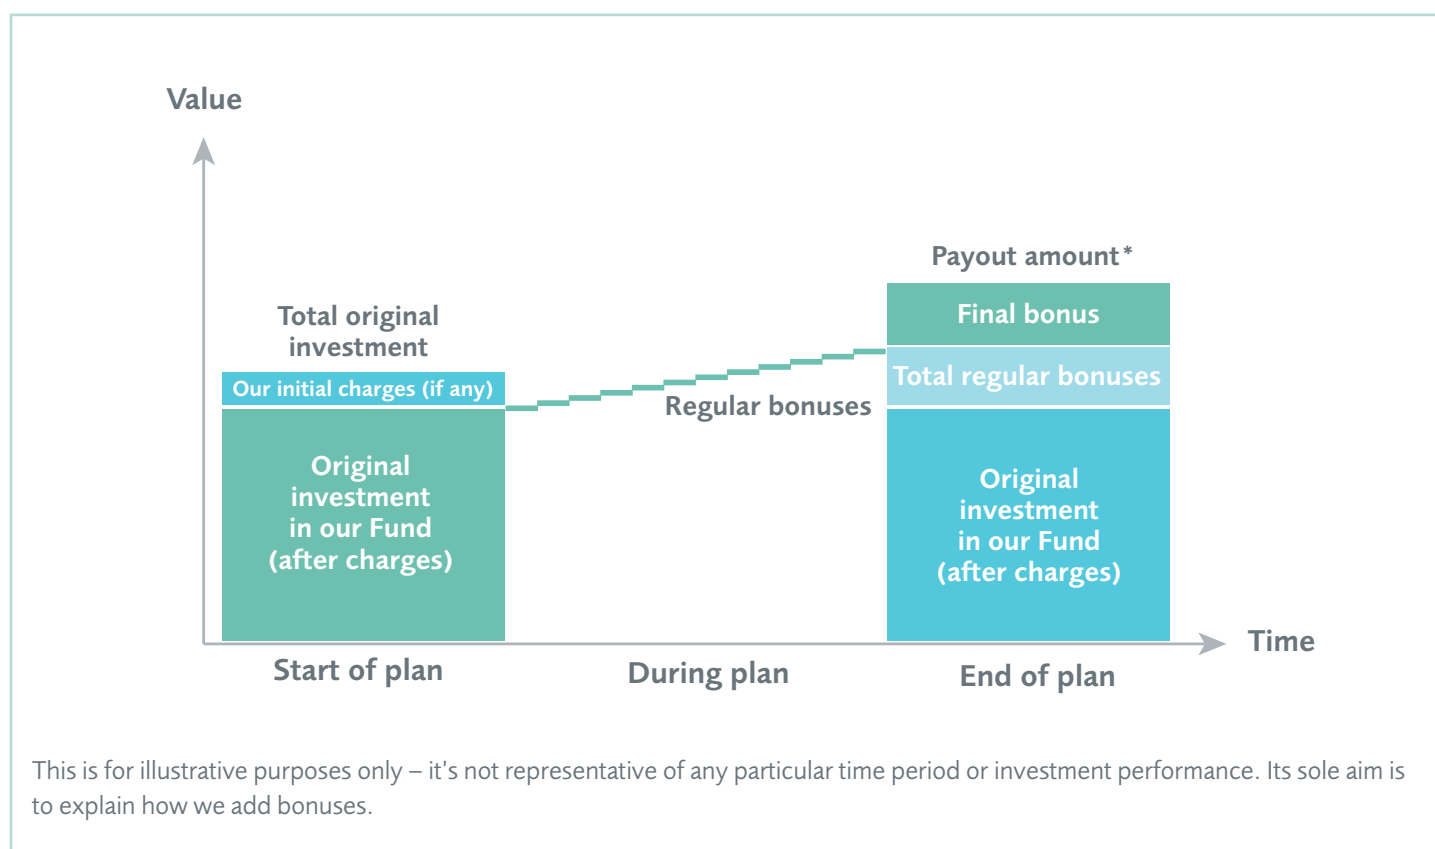 Value
Payout amount*
Final bonus
Total original
investment
Our initial charges (if any)
Total regular bonuses
Regular bonuses
Original
investment
in our Fund
(after charges)
Original
investment
in our Fund
(after charges)
Time
Start of plan
During plan
End of plan
This is for illustrative purposes only – it's not representative of any particular time period or investment performance. Its sole aim is
to explain how we add bonuses.